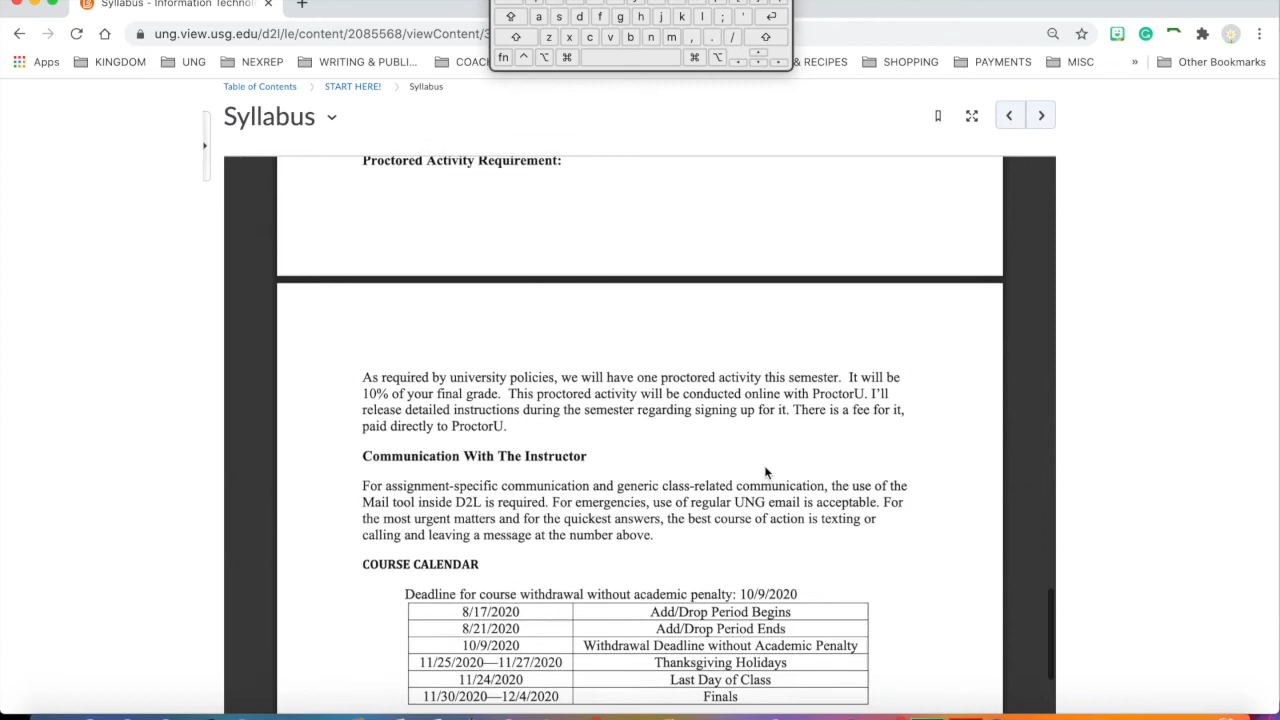 Syllabus - Information Technol
ung.view.usg.edu/d2l/le/content/2085568/viewContent/3
a s d f g h j k l ; '
z x c v b n m , . /
fn
Apps KINGDOM UNG NEXREP WRITING & PUBLI... COAC & RECIPES SHOPPING PAYMENTS MISC » Other Bookmarks
Table of Contents START HERE! Syllabus
Syllabus
Proctored Activity Requirement:
As required by university policies, we will have one proctored activity this semester. It will be
10% of your final grade. This proctored activity will be conducted online with ProctorU. I'll
release detailed instructions during the semester regarding signing up for it. There is a fee for it,
paid directly to ProctorU.
Communication With The Instructor
For assignment-specific communication and generic class-related communication, the use of the
Mail tool inside D2L is required. For emergencies, use of regular UNG email is acceptable. For
the most urgent matters and for the quickest answers, the best course of action is texting or
calling and leaving a message at the number above.
COURSE CALENDAR
Deadline for course withdrawal without academic penalty: 10/9/2020
8/17/2020 Add/Drop Period Begins
8/21/2020 Add/Drop Period Ends
10/9/2020 Withdrawal Deadline without Academic Penalty
11/25/2020—11/27/2020 Thanksgiving Holidays
11/24/2020 Last Day of Class
11/30/2020—12/4/2020 Finals